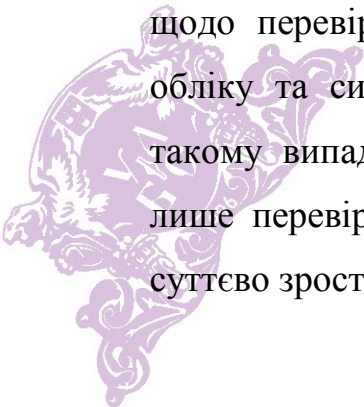 щодо перевір
обліку та си
такому випад
лише перевір
суттєво зрост